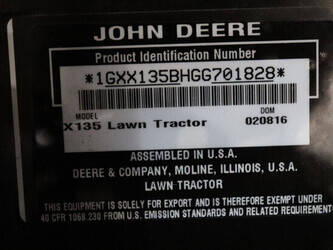 JOHN DEERE
Product Identification Number
*1GXX135BHGG701828*
MODEL DOM
X135 Lawn Tractor 020816
ASSEMBLED IN U.S.A.
DEERE & COMPANY, MOLINE, ILLINOIS, U.S.A.
LAWN TRACTOR
THIS EQUIPMENT IS SOLELY FOR EXPORT AND IS THEREFORE EXEMPT UNDER
40 CFR 1068.230 FROM U.S. EMISSION STANDARDS AND RELATED REQUIREMENTS